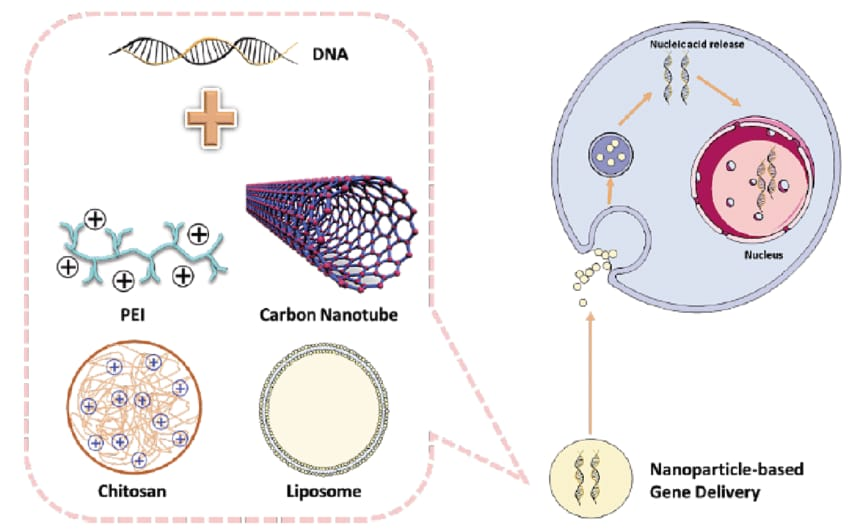 DNA
PEI
Carbon Nanotube
Chitosan
Liposome
Nucleic acid release
Nucleus
Nanoparticle-based
Gene Delivery